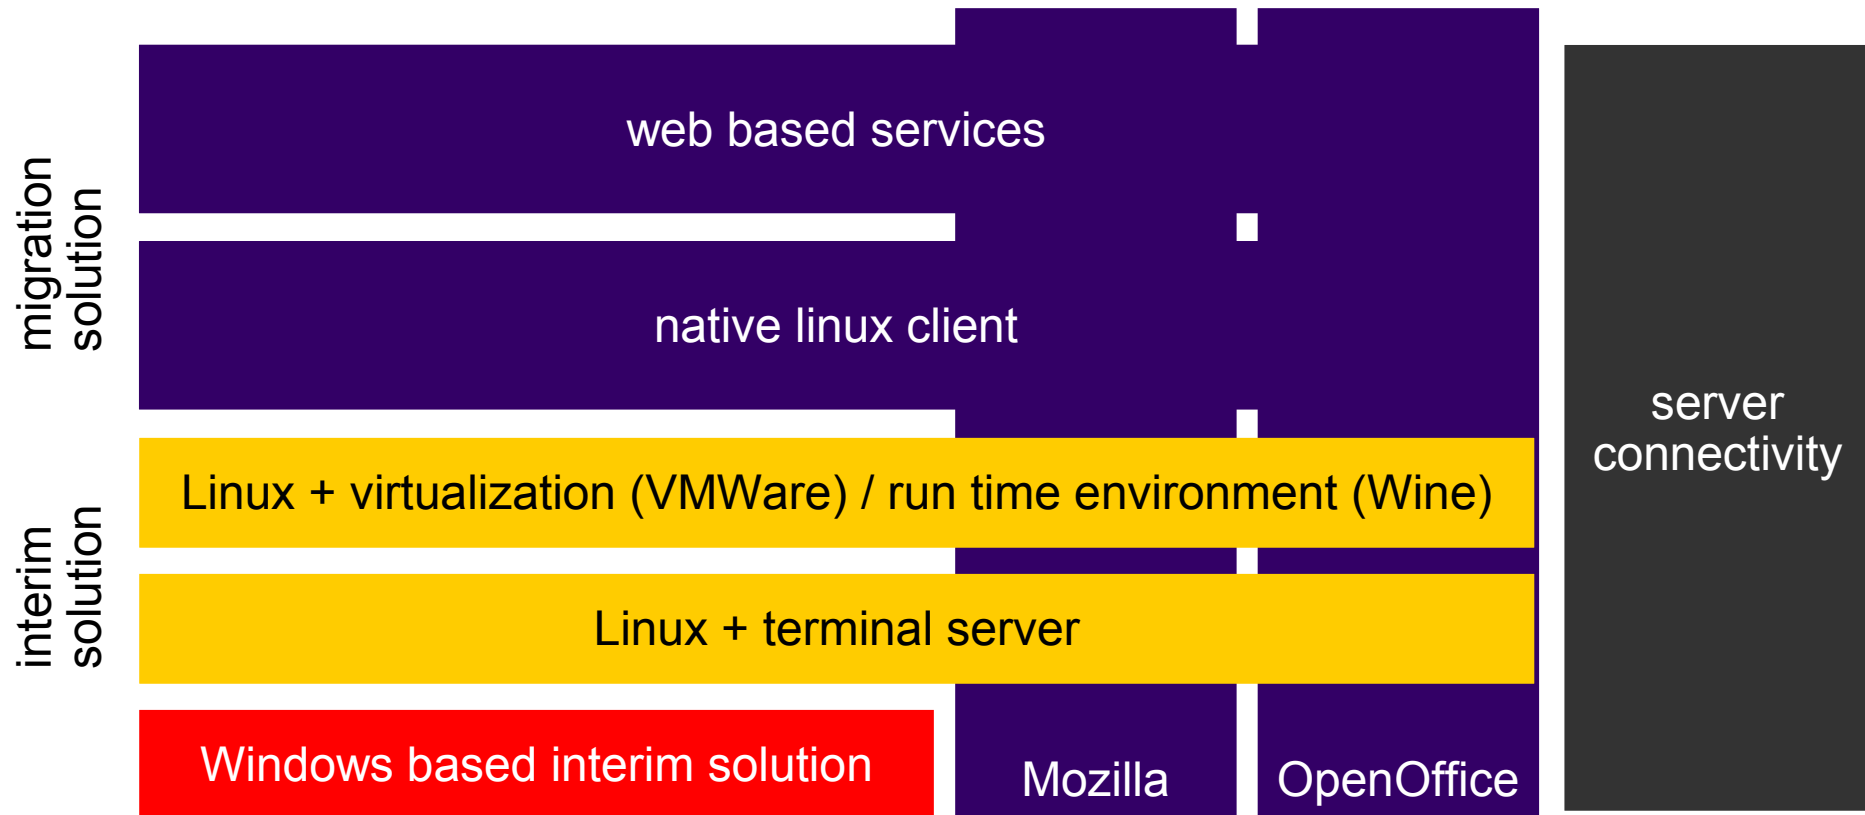 migration
solution
web based services
native linux client
server
connectivity
interim
solution
Linux + virtualization (VMWare) / run time environment (Wine)
Linux + terminal server
Windows based interim solution
Mozilla
OpenOffice